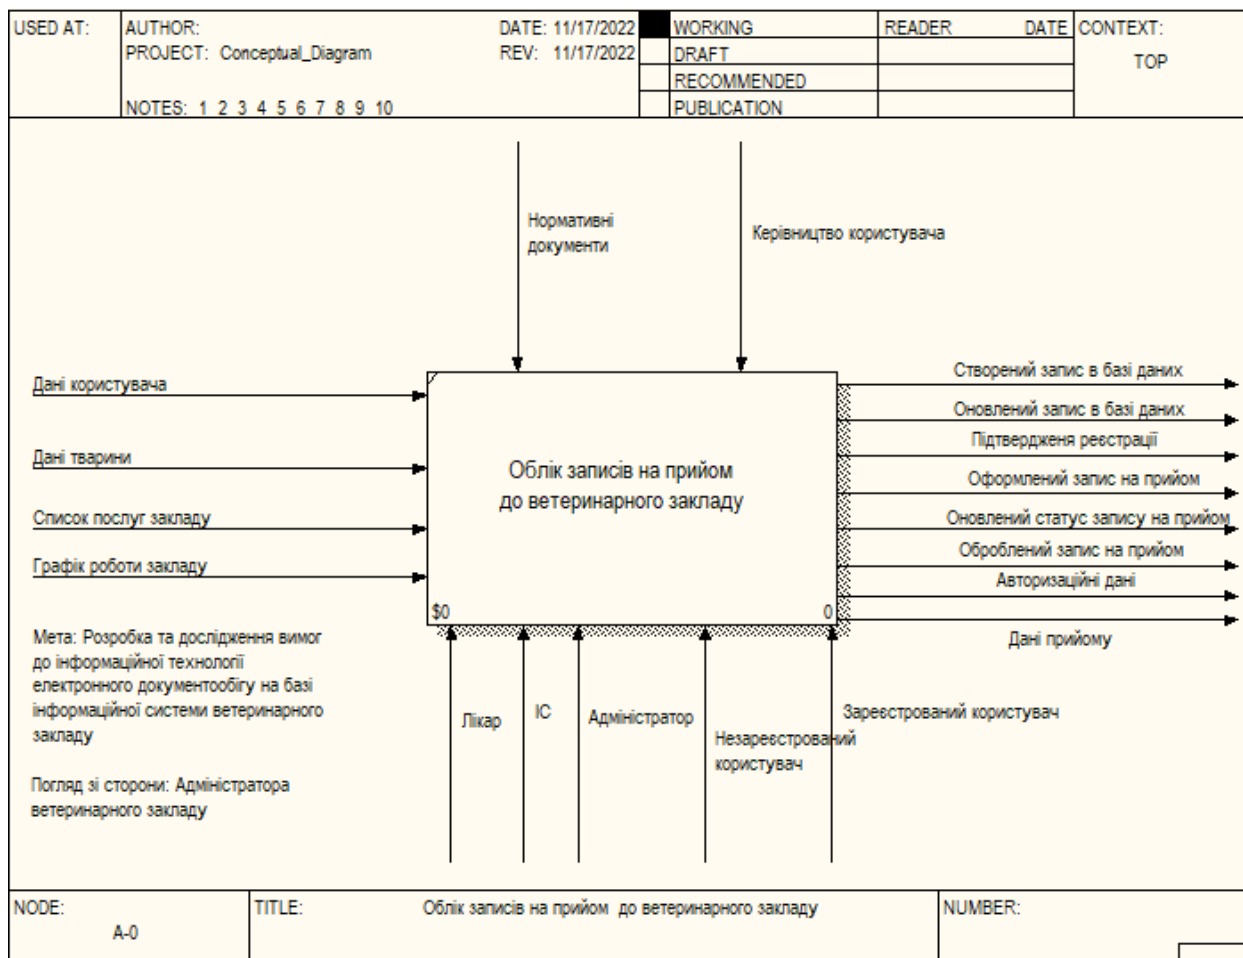 USED AT:
AUTHOR:
DATE: 11/17/2022
PROJECT: Conceptual_Diagram
REV: 11/17/2022
NOTES: 1 2 3 4 5 6 7 8 9 10
WORKING
DRAFT
RECOMMENDED
PUBLICATION
READER
DATE
CONTEXT:
TOP
Нормативні
документи
Керівництво користувача
Дані користувача
Дані тварини
Список послуг закладу
Графік роботи закладу
Облік записів на прийом
до ветеринарного закладу
$0
0
Створений запис в базі даних
Оновлений запис в базі даних
Підтвердженя реєстрації
Оформлений запис на прийом
Оновлений статус запису на прийом
Оброблений запис на прийом
Авторизаційні дані
Дані прийому
Мета: Розробка та дослідження вимог
до інформаційної технології
електронного документообігу на базі
інформаційної системи ветеринарного
закладу
Погляд зі сторони: Адміністратора
ветеринарного закладу
Лікар
ІС
Адміністратор
Незареєстрований
користувач
Зареєстрований користувач
NODE:
A-0
TITLE:
Облік записів на прийом до ветеринарного закладу
NUMBER: